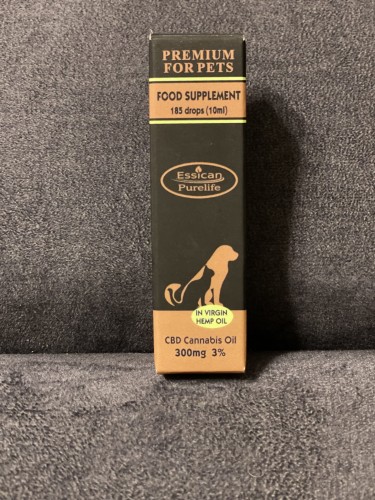 PREMIUM
FOR PETS
FOOD SUPPLEMENT
185 drops (10ml)
Essican
Purelife
IN VIRGIN
HEMP OIL
CBD Cannabis Oil
300mg 3%